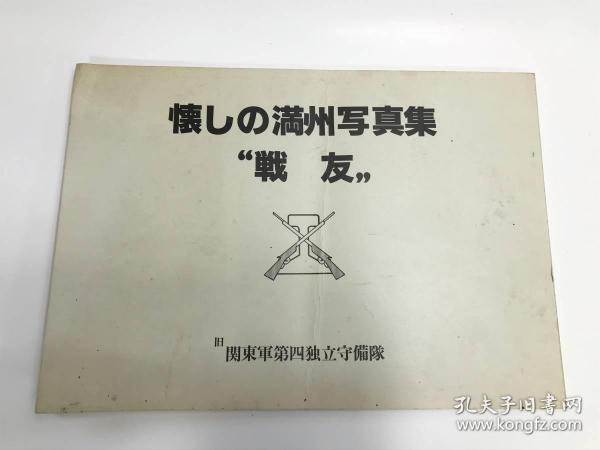 懐しの満州写真集
“戦 友„
旧 関東軍第四独立守備隊
孔夫子旧书网
www.kongfz.com